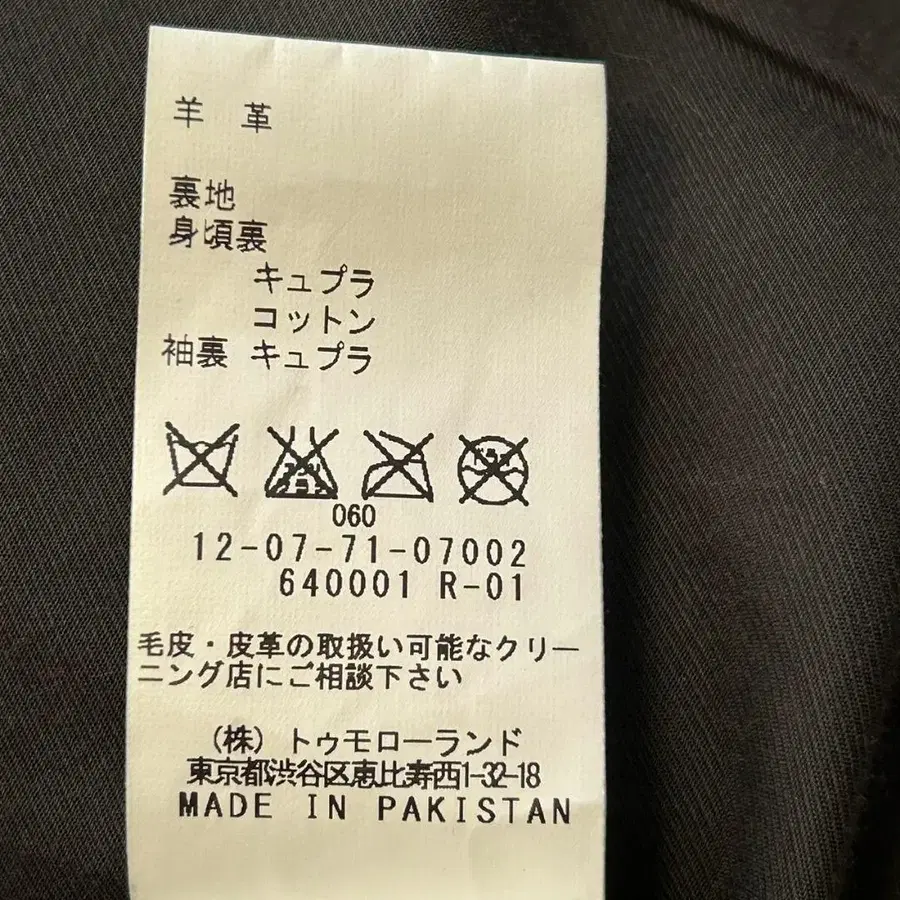 羊 革
裏地
身頃裏
キュプラ
コットン
袖裏 キュプラ
060
12-07-71-07002
640001 R-01
毛皮・皮革の取扱い可能なクリー
ニング店にご相談下さい
(株) トゥモローランド
東京都渋谷区恵比寿西1-32-18
MADE IN PAKISTAN